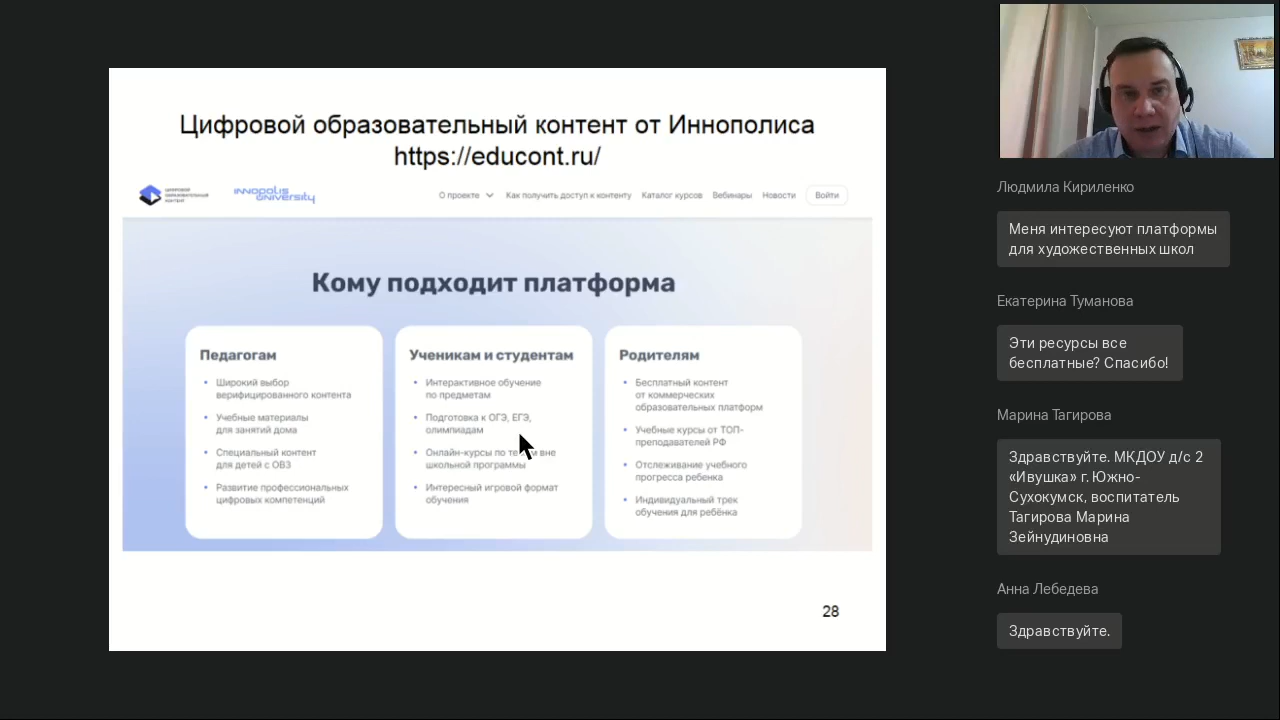 Цифровой образовательный контент от Иннополиса
https://educont.ru/
ЦИФРОВОЙ
ОБРАЗОВАТЕЛЬНЫЙ
КОНТЕНТ
INNOPOLIS
UNIVERSITY
О проекте
Как получить доступ к контенту
Каталог курсов
Вебинары
Новости
Войти
Кому подходит платформа
Педагогам
Широкий выбор
верифицированного контента
Учебные материалы
для занятий дома
Специальный контент
для детей с ОВЗ
Развитие профессиональных
цифровых компетенций
Ученикам и студентам
Интерактивное обучение
по предметам
Подготовка к ОГЭ, ЕГЭ,
олимпиадам
Онлайн-курсы по темам вне
школьной программы
Интересный игровой формат
обучения
Родителям
Бесплатный контент
от коммерческих
образовательных платформ
Учебные курсы от ТОП-
преподавателей РФ
Отслеживание учебного
прогресса ребенка
Индивидуальный трек
обучения для ребёнка
28
Людмила Кириленко
Меня интересуют платформы
для художественных школ
Екатерина Туманова
Эти ресурсы все
бесплатные? Спасибо!
Марина Тагирова
Здравствуйте. МКДОУ д/с 2
«Ивушка» г. Южно-
Сухокумск, воспитатель
Тагирова Марина
Зейнудиновна
Анна Лебедева
Здравствуйте.